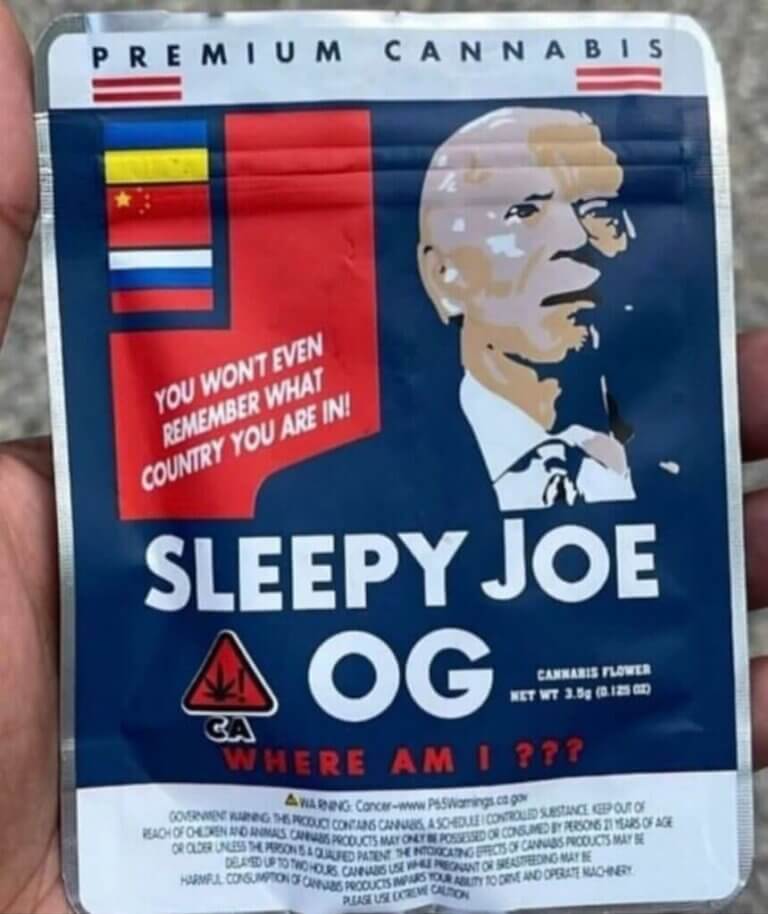 PREMIUM CANNABIS
YOU WON'T EVEN
REMEMBER WHAT
COUNTRY YOU ARE IN!
SLEEPY JOE
OG
CANNABIS FLOWER
NET WT 3.5g (0.125 OZ)
CA
WHERE AM I ???
WARNING: Cancer-www.P65Warnings.ca.gov
GOVERNMENT WARNING: THIS PRODUCT CONTAINS CANNABIS, A SCHEDULE I CONTROLLED SUBSTANCE. KEEP OUT OF
REACH OF CHILDREN AND ANIMALS. CANNABIS PRODUCTS MAY ONLY BE POSSESSED OR CONSUMED BY PERSONS 21 YEARS OF AGE
OR OLDER UNLESS THE PERSON IS A QUALIFIED PATIENT. THE INTOXICATING EFFECTS OF CANNABIS PRODUCTS MAY BE
DELAYED UP TO TWO HOURS. CANNABIS USE WHILE PREGNANT OR BREASTFEEDING MAY BE
HARMFUL. CONSUMPTION OF CANNABIS PRODUCTS IMPAIRS YOUR ABILITY TO DRIVE AND OPERATE MACHINERY.
PLEASE USE EXTREME CAUTION